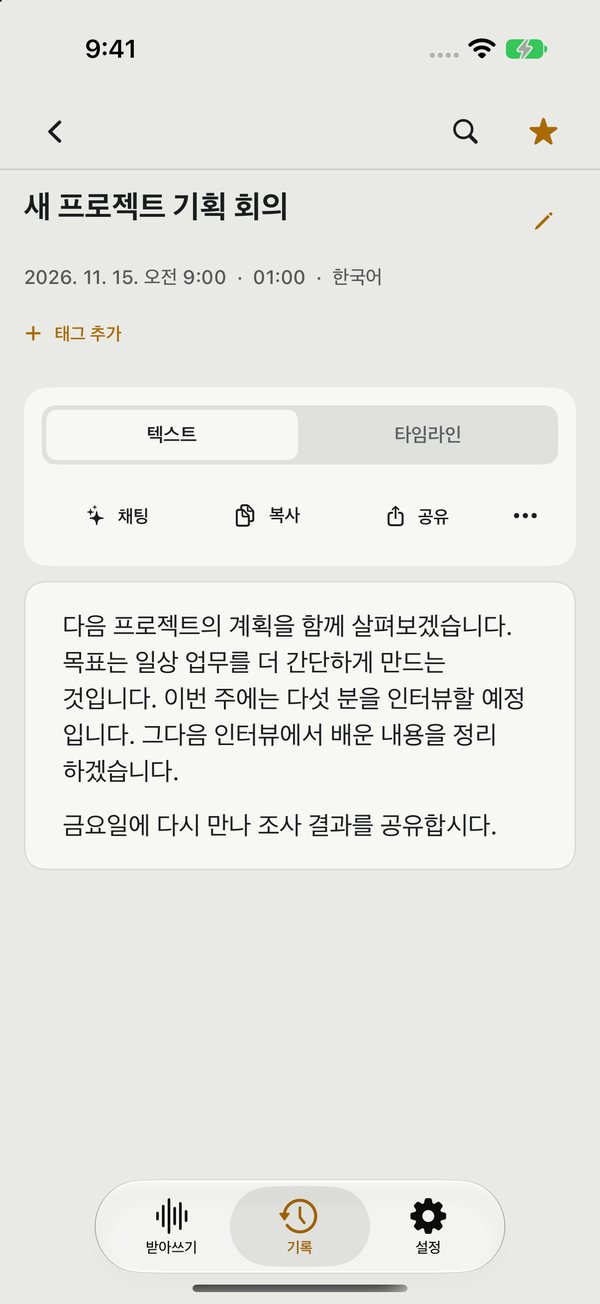 9:41
새 프로젝트 기획 회의
2026. 11. 15. 오전 9:00 · 01:00 · 한국어
+ 태그 추가
텍스트 타임라인
채팅 복사 공유
다음 프로젝트의 계획을 함께 살펴보겠습니다.
목표는 일상 업무를 더 간단하게 만드는
것입니다. 이번 주에는 다섯 분을 인터뷰할 예정
입니다. 그다음 인터뷰에서 배운 내용을 정리
하겠습니다.
금요일에 다시 만나 조사 결과를 공유합시다.
받아쓰기 기록 설정